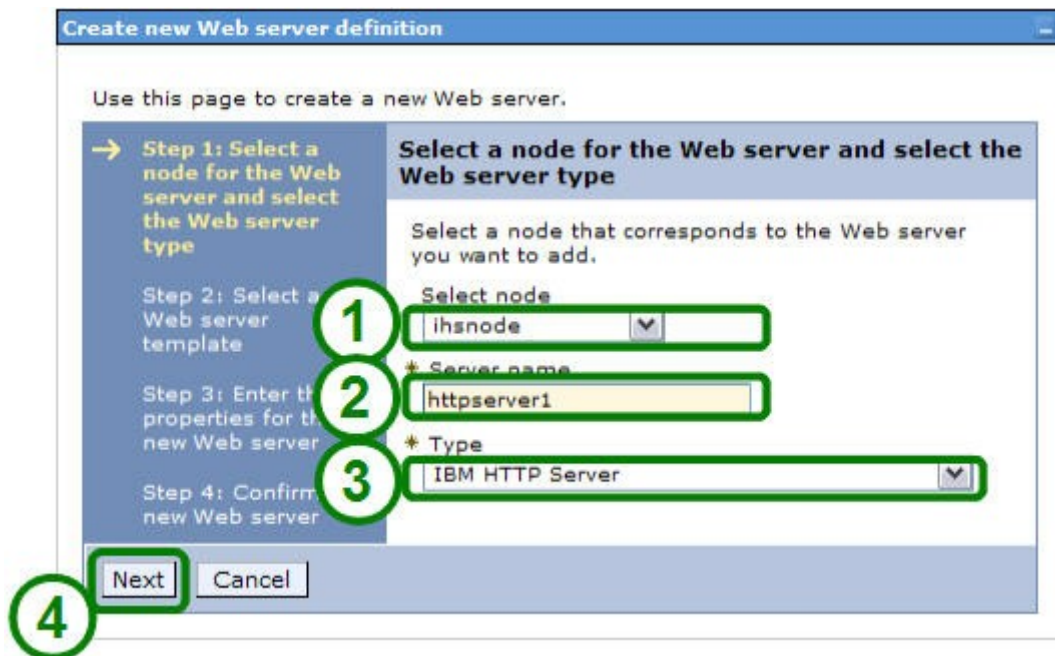 Create new Web server definition
Use this page to create a new Web server.
Step 1: Select a
node for the Web
server and select
the Web server
type
Step 2: Select a
Web server
template
Step 3: Enter th
properties for th
new Web server
Step 4: Confirm
new Web server
Select a node for the Web server and select the
Web server type
Select a node that corresponds to the Web server
you want to add.
Select node
1
ihsnode
* Server name
2
httpserver1
* Type
3
IBM HTTP Server
Next
Cancel
4